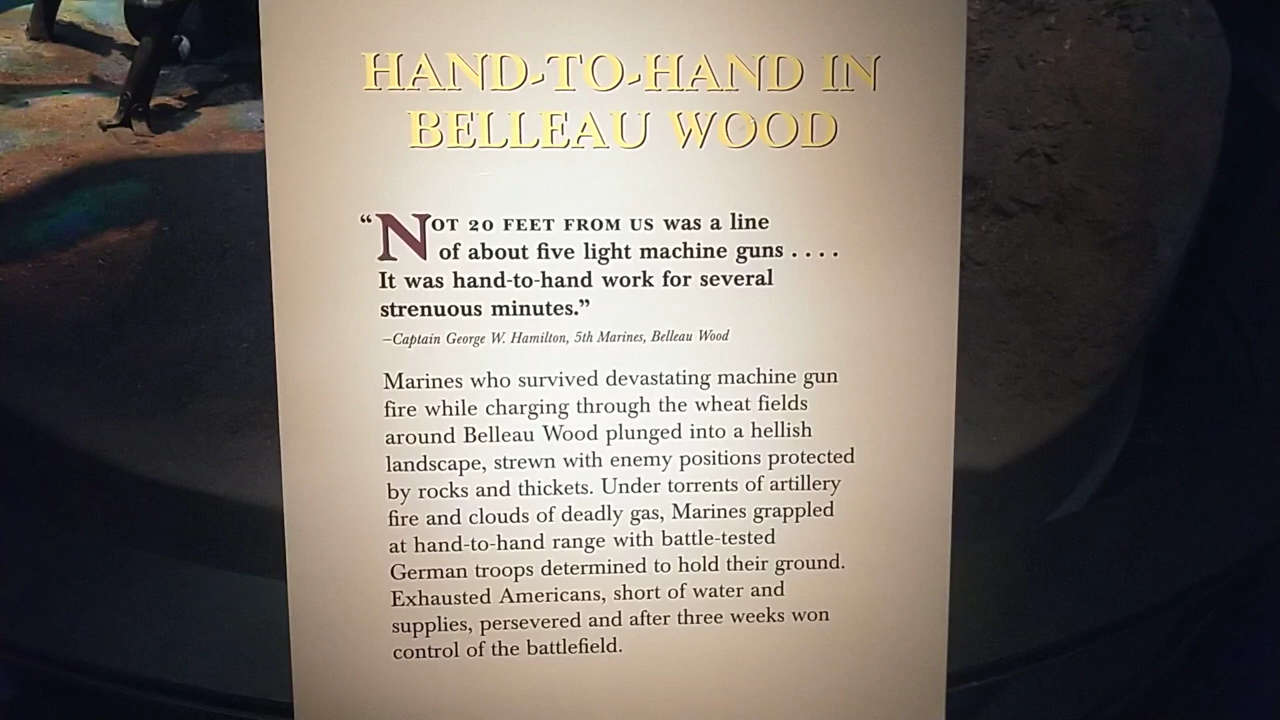 HAND-TO-HAND IN
BELLEAU WOOD
“NOT 20 FEET FROM US was a line
of about five light machine guns . . . .
It was hand-to-hand work for several
strenuous minutes.”
–Captain George W. Hamilton, 5th Marines, Belleau Wood
Marines who survived devastating machine gun
fire while charging through the wheat fields
around Belleau Wood plunged into a hellish
landscape, strewn with enemy positions protected
by rocks and thickets. Under torrents of artillery
fire and clouds of deadly gas, Marines grappled
at hand-to-hand range with battle-tested
German troops determined to hold their ground.
Exhausted Americans, short of water and
supplies, persevered and after three weeks won
control of the battlefield.